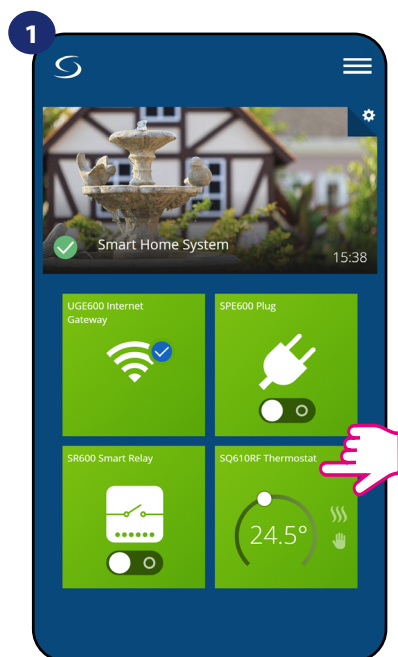 1
Smart Home System
15:38
UGE600 Internet
Gateway
SPE600 Plug
SR600 Smart Relay
SQ610RF Thermostat
24.5°